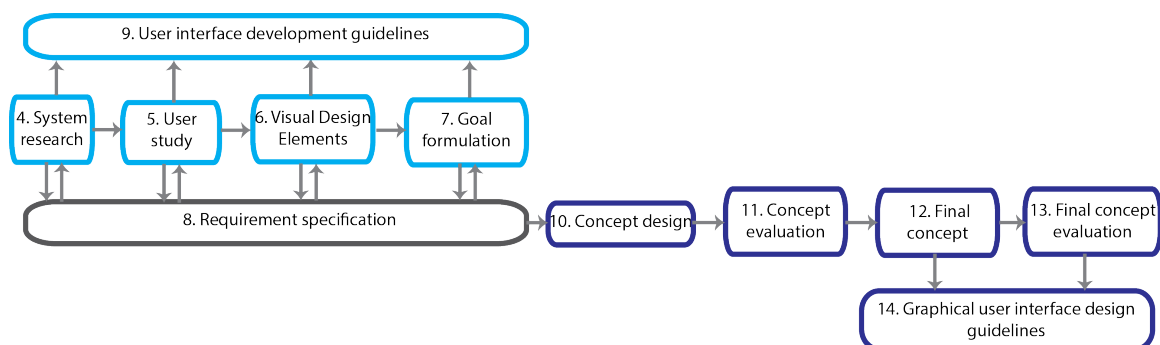 9. User interface development guidelines
4. System
research
5. User
study
6. Visual Design
Elements
7. Goal
formulation
8. Requirement specification
10. Concept design
11. Concept
evaluation
12. Final
concept
13. Final concept
evaluation
14. Graphical user interface design
guidelines